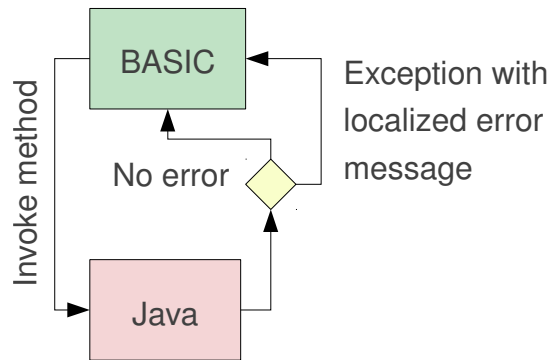 BASIC
Exception with
localized error
message
No error
Invoke method
Java